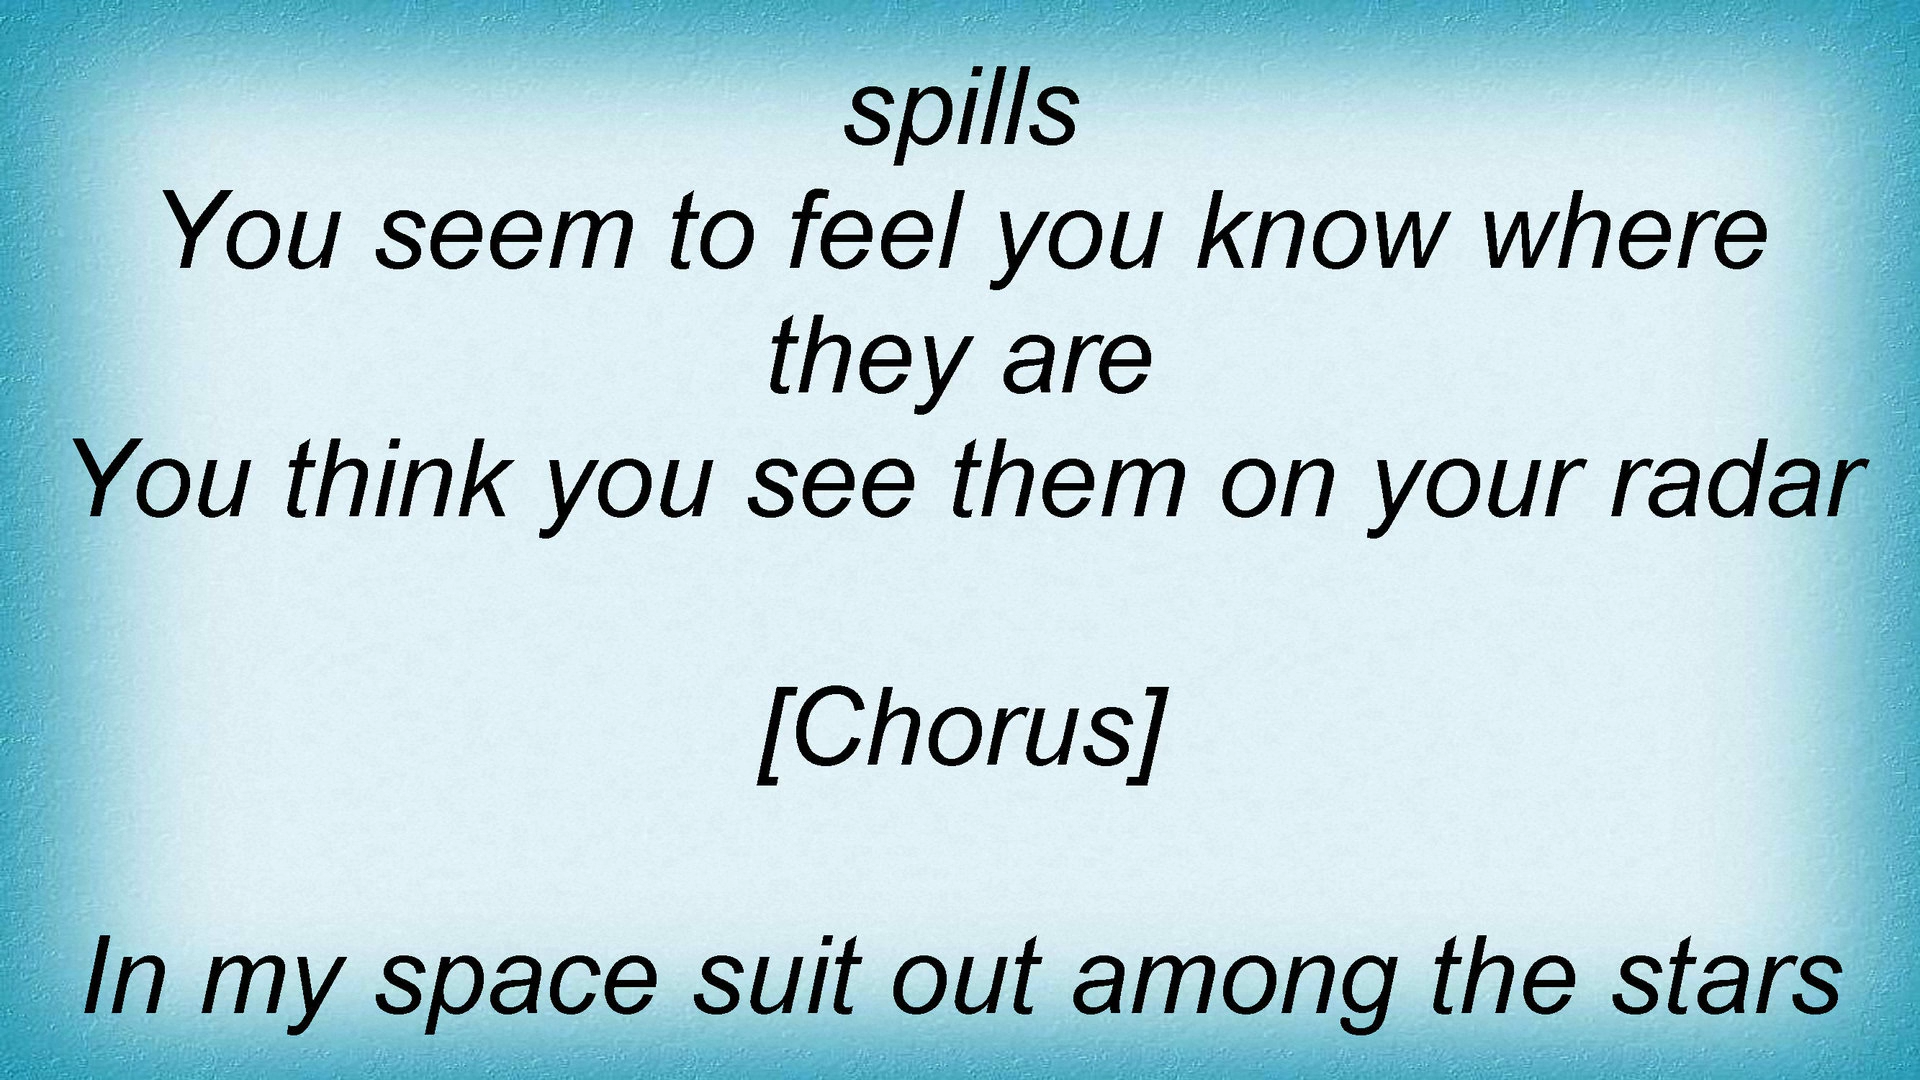 spills
You seem to feel you know where
they are
You think you see them on your radar
[Chorus]
In my space suit out among the stars